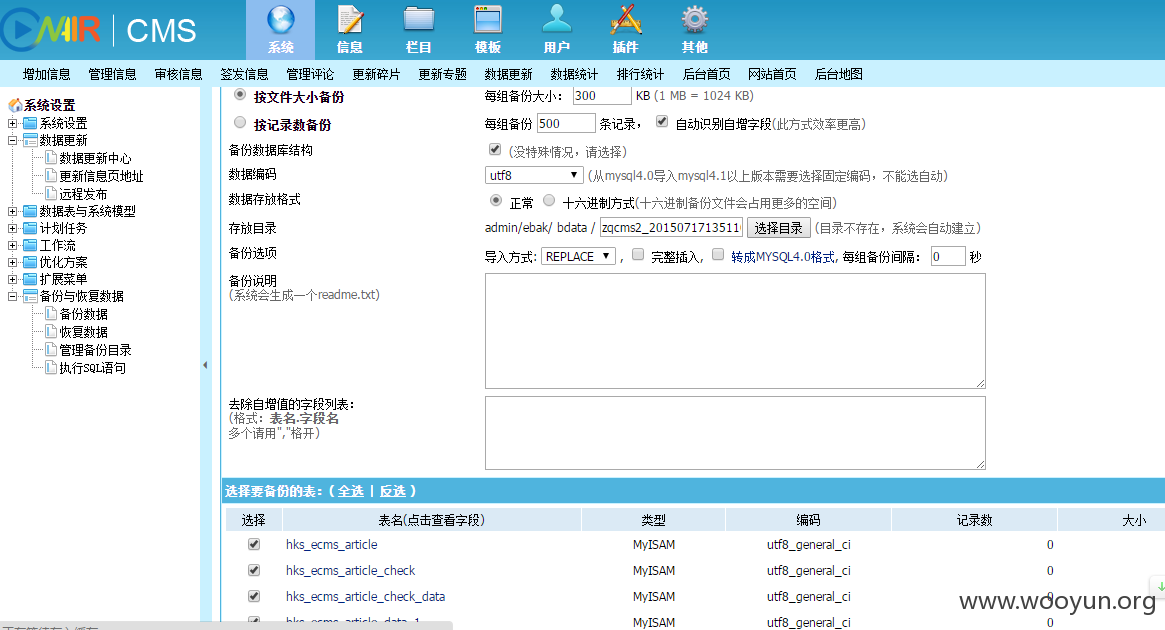 MIR CMS
系统 信息 栏目 模板 用户 插件 其他
增加信息 管理信息 审核信息 签发信息 管理评论 更新碎片 更新专题 数据更新 数据统计 排行统计 后台首页 网站首页 后台地图
系统设置
系统设置
数据更新
数据更新中心
更新信息页地址
远程发布
数据表与系统模型
计划任务
工作流
优化方案
扩展菜单
备份与恢复数据
备份数据
恢复数据
管理备份目录
执行SQL语句
按文件大小备份 每组备份大小: 300 KB (1 MB = 1024 KB)
按记录数备份 每组备份 500 条记录, 自动识别自增字段(此方式效率更高)
备份数据库结构 (没特殊情况,请选择)
数据编码 utf8 (从mysql4.0导入mysql4.1以上版本需要选择固定编码,不能选自动)
数据存放格式 正常 十六进制方式(十六进制备份文件会占用更多的空间)
存放目录 admin/ebak/ bdata / zqcms2_2015071713511 选择目录 (目录不存在,系统会自动建立)
备份选项 导入方式: REPLACE , 完整插入, 转成MYSQL4.0格式, 每组备份间隔: 0 秒
备份说明
(系统会生成一个readme.txt)
去除自增值的字段列表:
(格式:表名.字段名
多个请用","格开)
选择要备份的表:( 全选 | 反选 )
选择 表名(点击查看字段) 类型 编码 记录数 大小
hks_ecms_article MyISAM utf8_general_ci 0
hks_ecms_article_check MyISAM utf8_general_ci 0
hks_ecms_article_check_data MyISAM utf8_general_ci 0
hks_ecms_article_data_1 MyISAM utf8_general_ci 0
www.wooyun.org